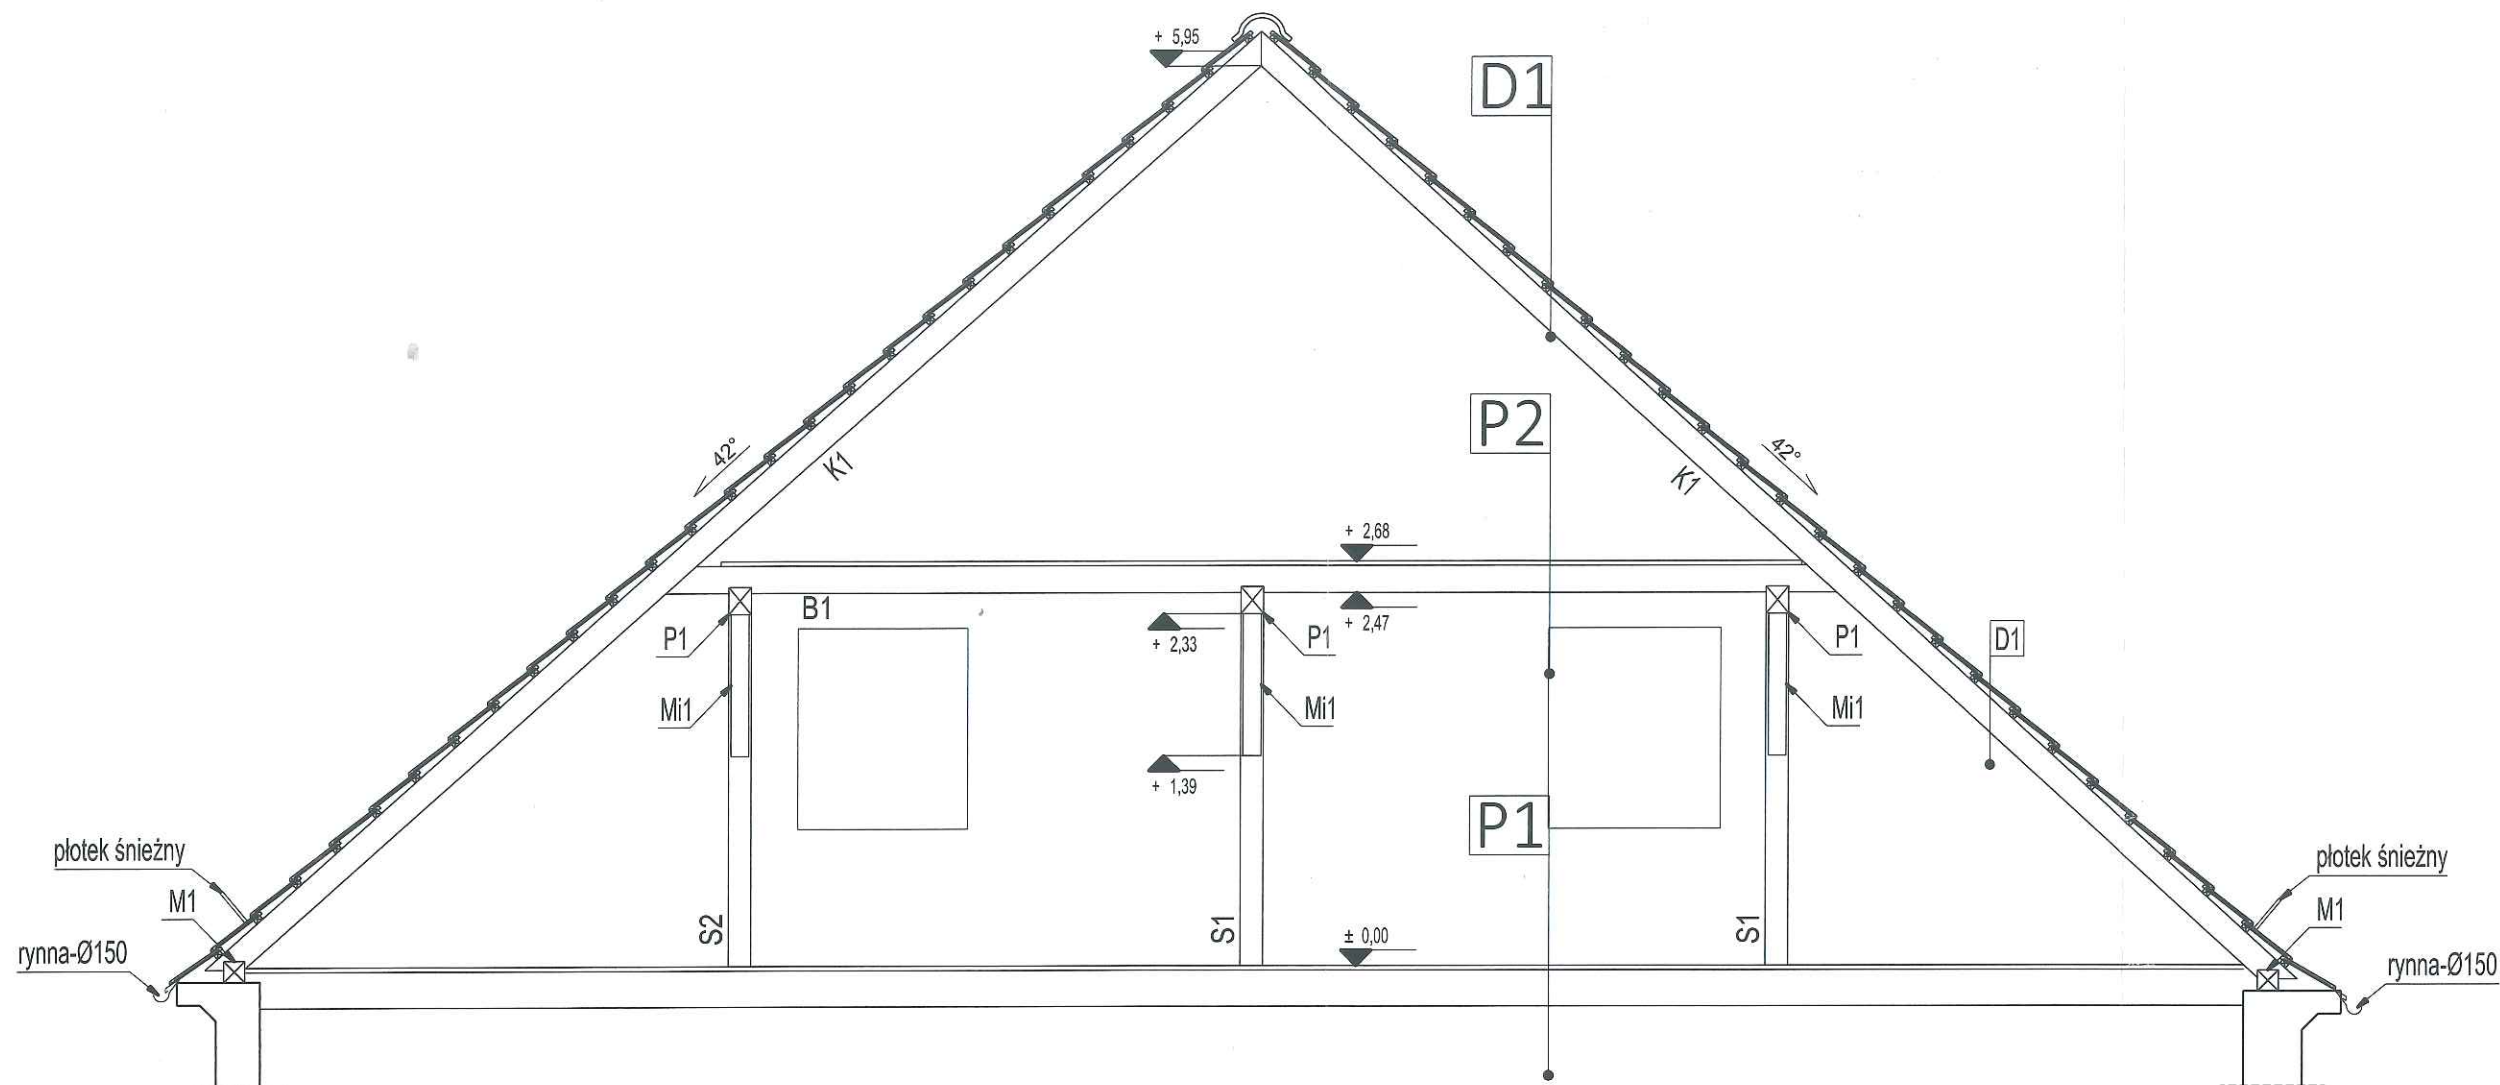 + 5,95
D1
P2
42°
K1
42°
K1
+ 2,68
+ 2,47
B1
P1
+ 2,33
P1
P1
D1
Mi1
Mi1
Mi1
+ 1,39
P1
płotek śnieżny
płotek śnieżny
M1
M1
S2
S1
S1
± 0,00
rynna-Ø150
rynna-Ø150